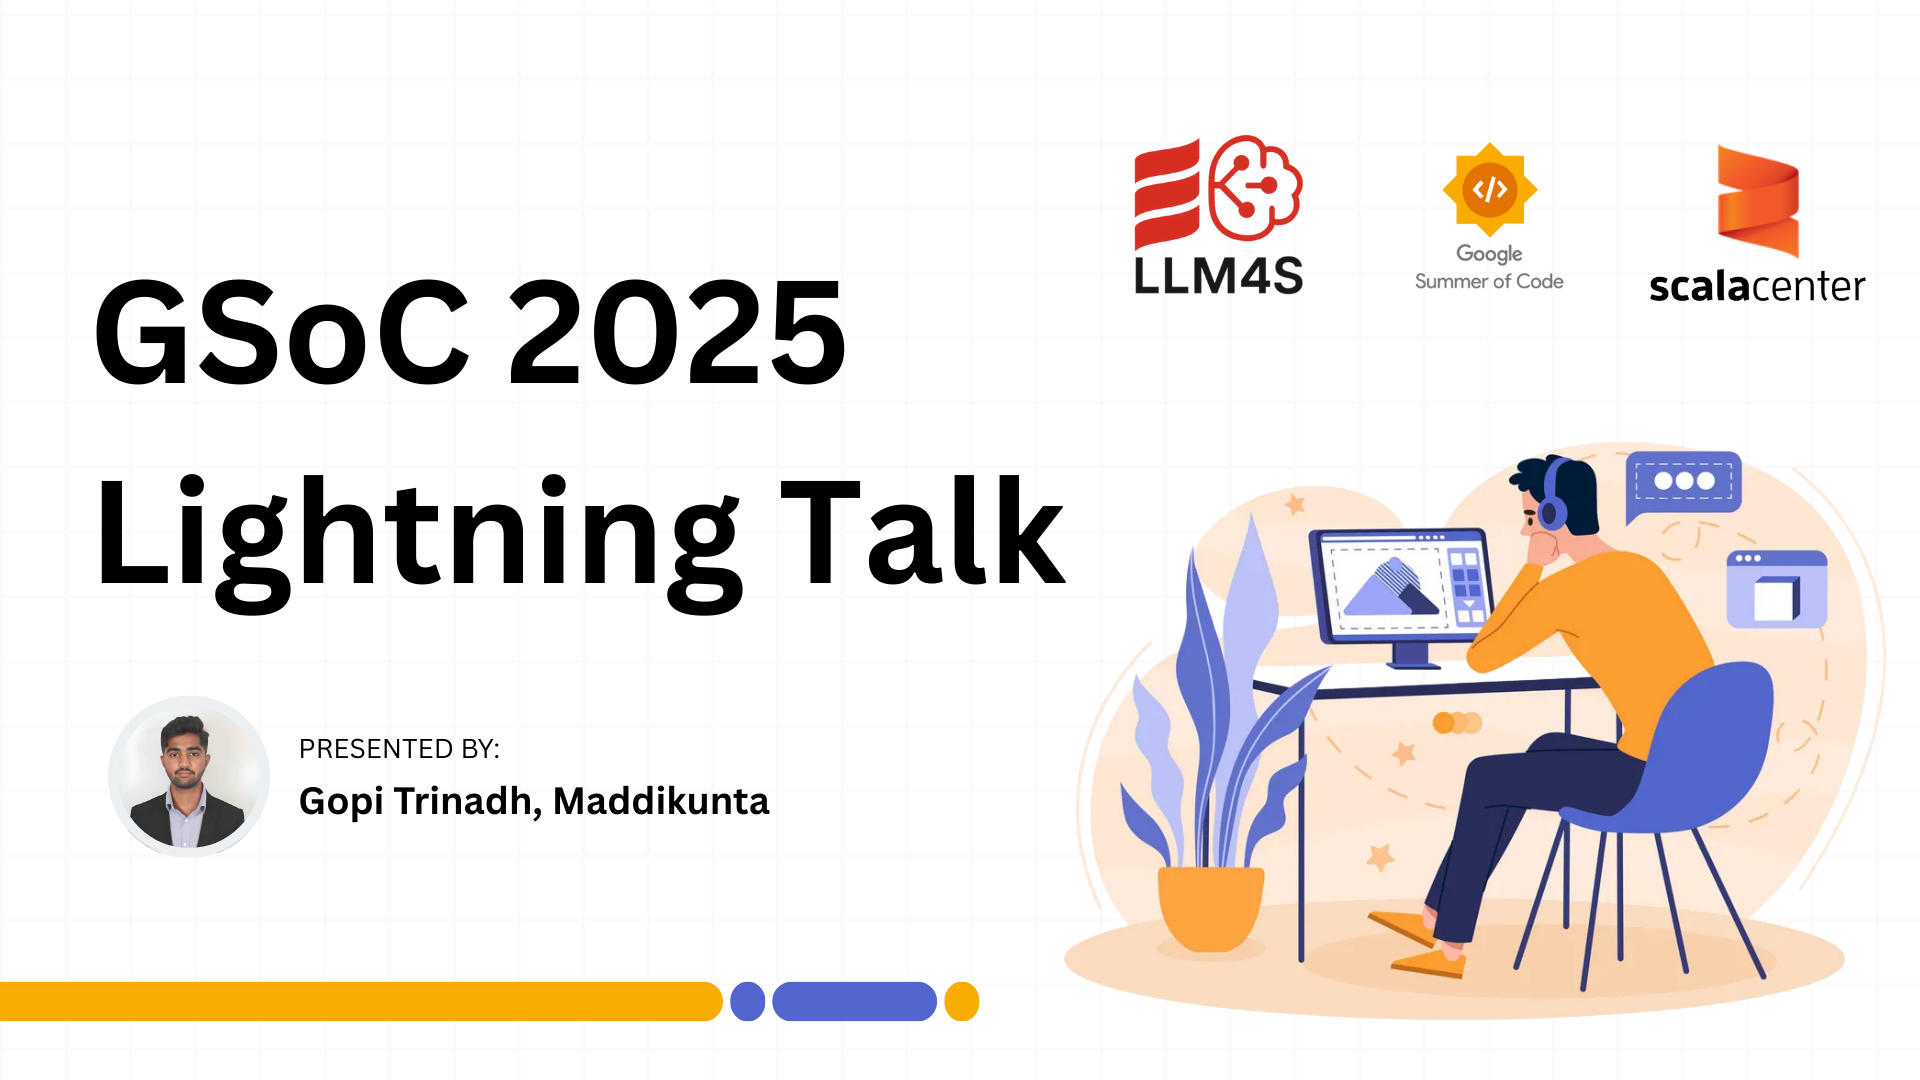 LLM4S
Google
Summer of Code
scalacenter
GSoC 2025
Lightning Talk
PRESENTED BY:
Gopi Trinadh, Maddikunta